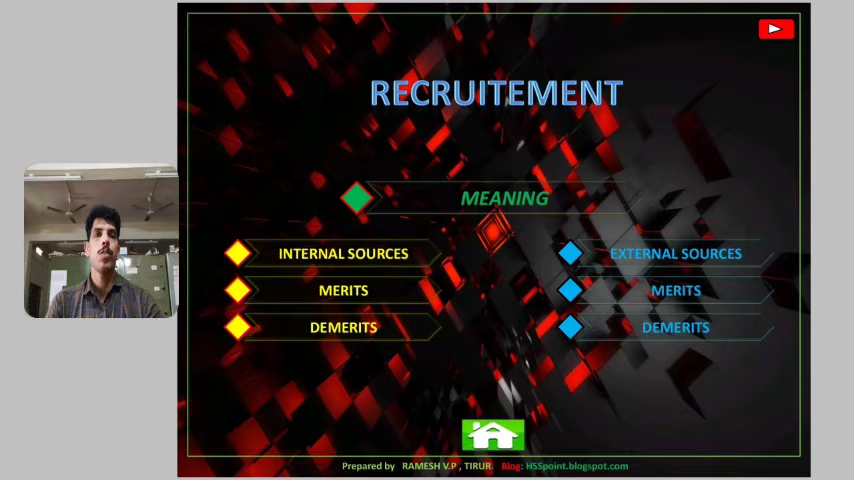 RECRUITEMENT
MEANING
INTERNAL SOURCES
EXTERNAL SOURCES
MERITS
MERITS
DEMERITS
DEMERITS
Prepared by RAMESH V.P , TIRUR. Blog: HSSpoint.blogspot.com